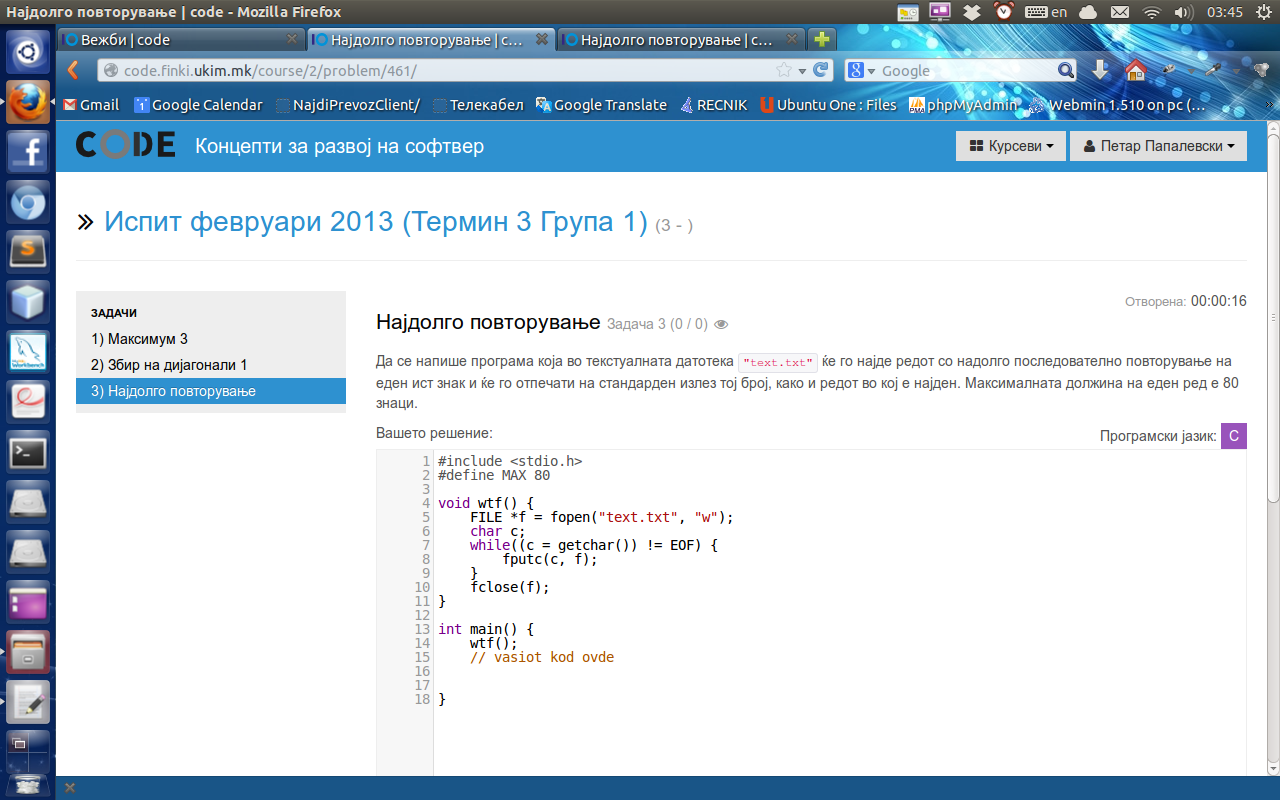 Најдолго повторување | code - Mozilla Firefox
en
03:45
Вежби | code
Најдолго повторување | c...
Најдолго повторување | c...
code.finki.ukim.mk/course/2/problem/461/
Google
Gmail
Google Calendar
NajdiPrevozClient/
Телекабел
Google Translate
RECNIK
Ubuntu One : Files
phpMyAdmin
Webmin 1.510 on pc (...
CODE
Концепти за развој на софтвер
Курсеви
Петар Папалевски
» Испит февруари 2013 (Термин 3 Група 1) (3 - )
ЗАДАЧИ
1) Максимум 3
2) Збир на дијагонали 1
3) Најдолго повторување
Отворена: 00:00:16
Најдолго повторување Задача 3 (0 / 0)
Да се напише програма која во текстуалната датотека "text.txt" ќе го најде редот со надолго последователно повторување на
еден ист знак и ќе го отпечати на стандарден излез тој број, како и редот во кој е најден. Максималната должина на еден ред е 80
знаци.
Вашето решение:
Програмски јазик: C
1 #include <stdio.h>
2 #define MAX 80
3
4 void wtf() {
5     FILE *f = fopen("text.txt", "w");
6     char c;
7     while((c = getchar()) != EOF) {
8         fputc(c, f);
9     }
10     fclose(f);
11 }
12
13 int main() {
14     wtf();
15     // vasiot kod ovde
16
17
18 }